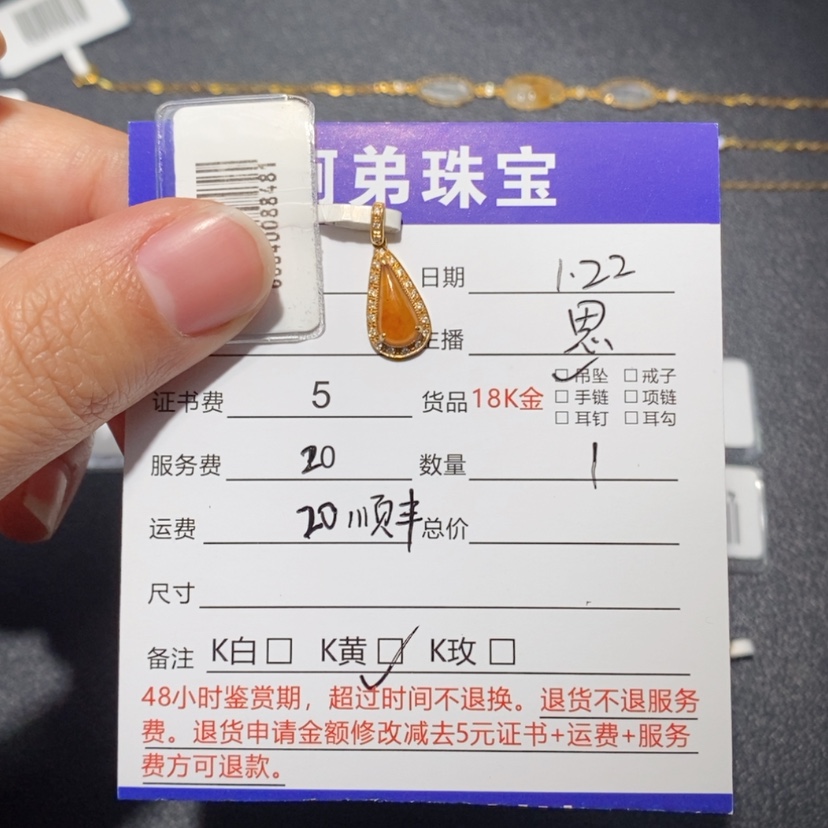 弟珠宝
日期 1.22
主播 思
证书费 5 货品 18K金 □吊坠 □戒子
□手链 □项链
□耳钉 □耳勾
服务费 20 数量 1
运费 20顺丰 总价
尺寸
备注 K白□ K黄□ K玫□
48小时鉴赏期，超过时间不退换。退货不退服务
费。退货申请金额修改减去5元证书+运费+服务
费方可退款。